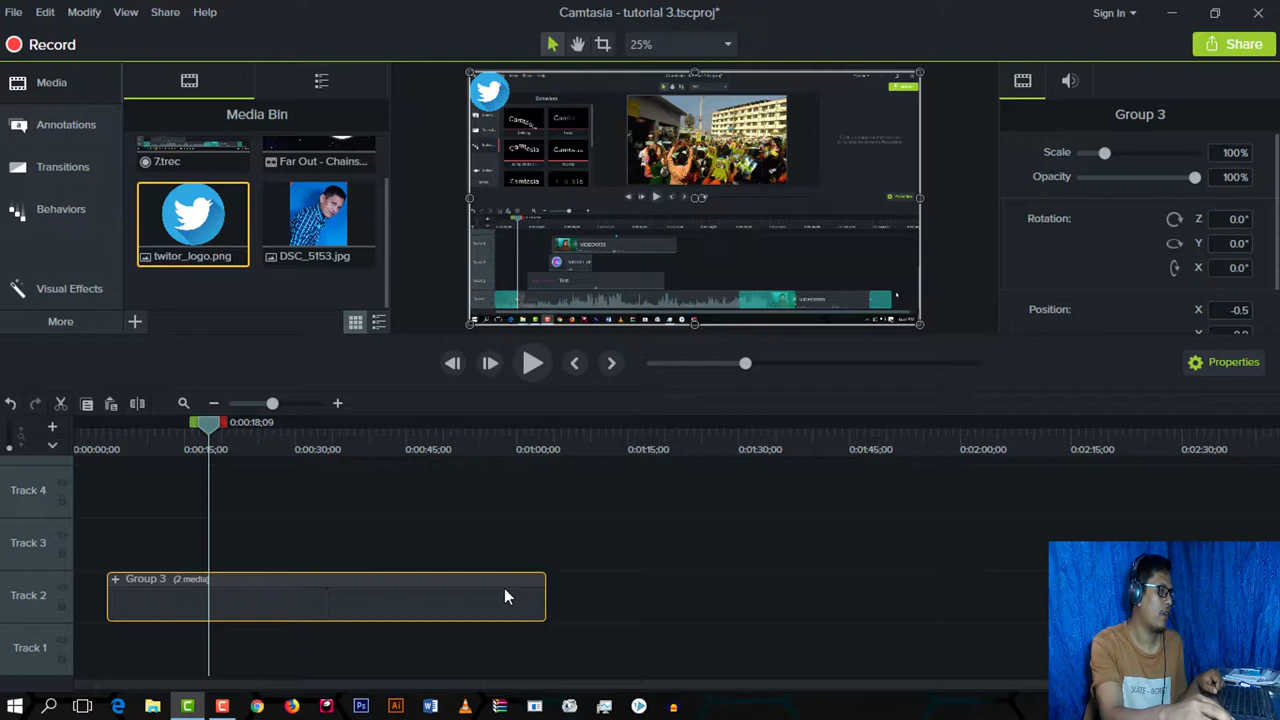 File Edit Modify View Share Help
Camtasia - tutorial 3.tscproj*
Sign In
Record
25%
Share
Media
Annotations
Transitions
Behaviors
Visual Effects
More
Media Bin
7.trec
Far Out - Chains...
twitor_logo.png
DSC_5153.jpg
Behaviors
Camtasia
Text
Group 3
Scale 100%
Opacity 100%
Rotation: Z 0.0°
Y 0.0°
X 0.0°
Position: X -0.5
Properties
0:00:18;09
0:00:00;00 0:00:15;00 0:00:30;00 0:00:45;00 0:01:00;00 0:01:15;00 0:01:30;00 0:01:45;00 0:02:00;00 0:02:15;00 0:02:30;00
Track 4
Track 3
Group 3 (2 media)
Track 2
Track 1